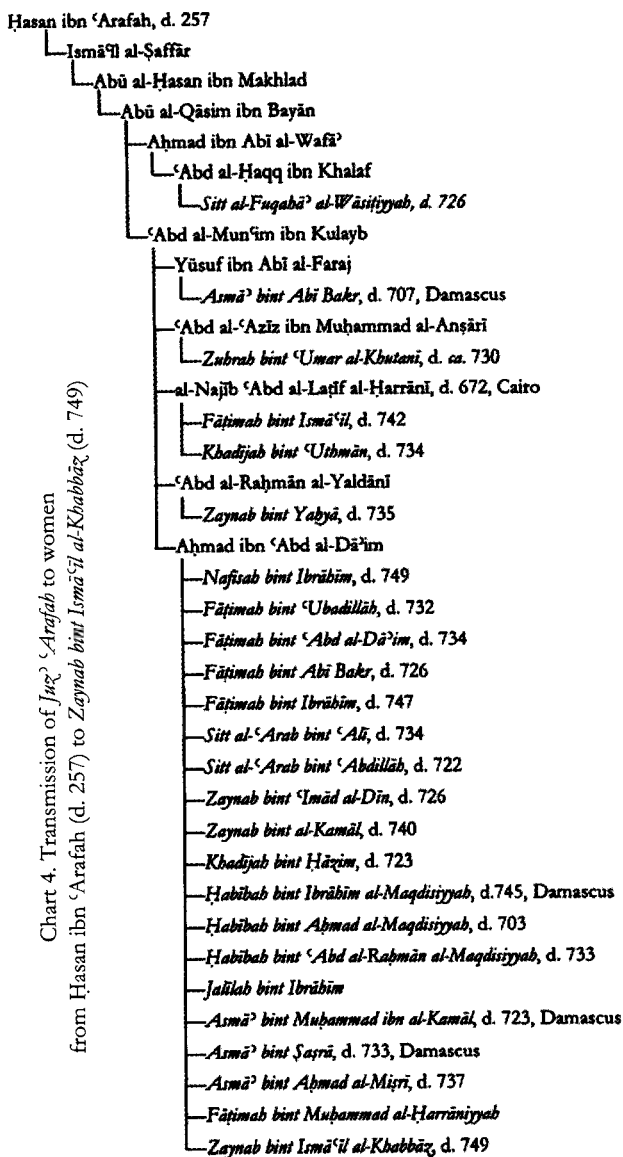 Ḥasan ibn ʿArafah, d. 257
Ismāʿīl al-Ṣaffār
Abū al-Ḥasan ibn Makhlad
Abū al-Qāsim ibn Bayān
Aḥmad ibn Abī al-Wafāʾ
ʿAbd al-Ḥaqq ibn Khalaf
Sitt al-Fuqahāʾ al-Wāsiṭiyyah, d. 726
ʿAbd al-Munʿim ibn Kulayb
Yūsuf ibn Abī al-Faraj
Asmāʾ bint Abī Bakr, d. 707, Damascus
ʿAbd al-ʿAzīz ibn Muḥammad al-Anṣārī
Zuhrah bint ʿUmar al-Khutanī, d. ca. 730
al-Najīb ʿAbd al-Laṭīf al-Ḥarrānī, d. 672, Cairo
Fāṭimah bint Ismāʿīl, d. 742
Khadījah bint ʿUthmān, d. 734
ʿAbd al-Raḥmān al-Yaldānī
Zaynab bint Yaḥyā, d. 735
Aḥmad ibn ʿAbd al-Dāʾim
Nafīsah bint Ibrāhīm, d. 749
Fāṭimah bint ʿUbadillāh, d. 732
Fāṭimah bint ʿAbd al-Dāʾim, d. 734
Fāṭimah bint Abī Bakr, d. 726
Fāṭimah bint Ibrāhīm, d. 747
Sitt al-ʿArab bint ʿAlī, d. 734
Sitt al-ʿArab bint ʿAbdillāh, d. 722
Zaynab bint ʿImād al-Dīn, d. 726
Zaynab bint al-Kamāl, d. 740
Khadījah bint Ḥāzim, d. 723
Ḥabībah bint Ibrāhīm al-Maqdisiyyah, d.745, Damascus
Ḥabībah bint Aḥmad al-Maqdisiyyah, d. 703
Ḥabībah bint ʿAbd al-Raḥmān al-Maqdisiyyah, d. 733
Jalīlah bint Ibrāhīm
Asmāʾ bint Muḥammad ibn al-Kamāl, d. 723, Damascus
Asmāʾ bint Ṣaṣrā, d. 733, Damascus
Asmāʾ bint Aḥmad al-Miṣrī, d. 737
Fāṭimah bint Muḥammad al-Ḥarrāniyyah
Zaynab bint Ismāʿīl al-Khabbāz, d. 749
Chart 4. Transmission of Juzʾ ʿArafah to women
from Ḥasan ibn ʿArafah (d. 257) to Zaynab bint Ismāʿīl al-Khabbāz (d. 749)